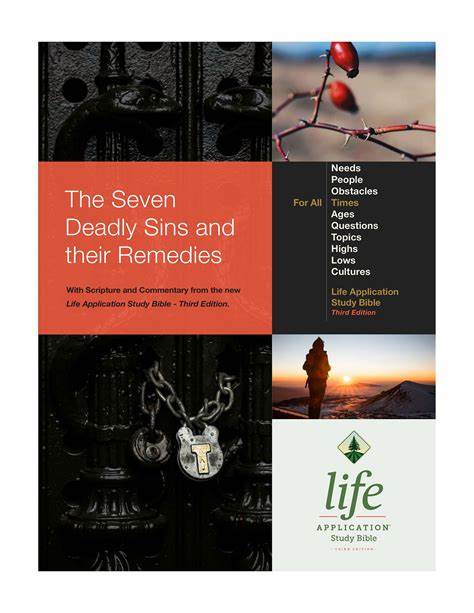 The Seven
Deadly Sins and
their Remedies
With Scripture and Commentary from the new
Life Application Study Bible - Third Edition.
Needs
People
Obstacles
For All Times
Ages
Questions
Topics
Highs
Lows
Cultures
Life Application
Study Bible
Third Edition
T
life
APPLICATION®
Study Bible
- THIRD EDITION -